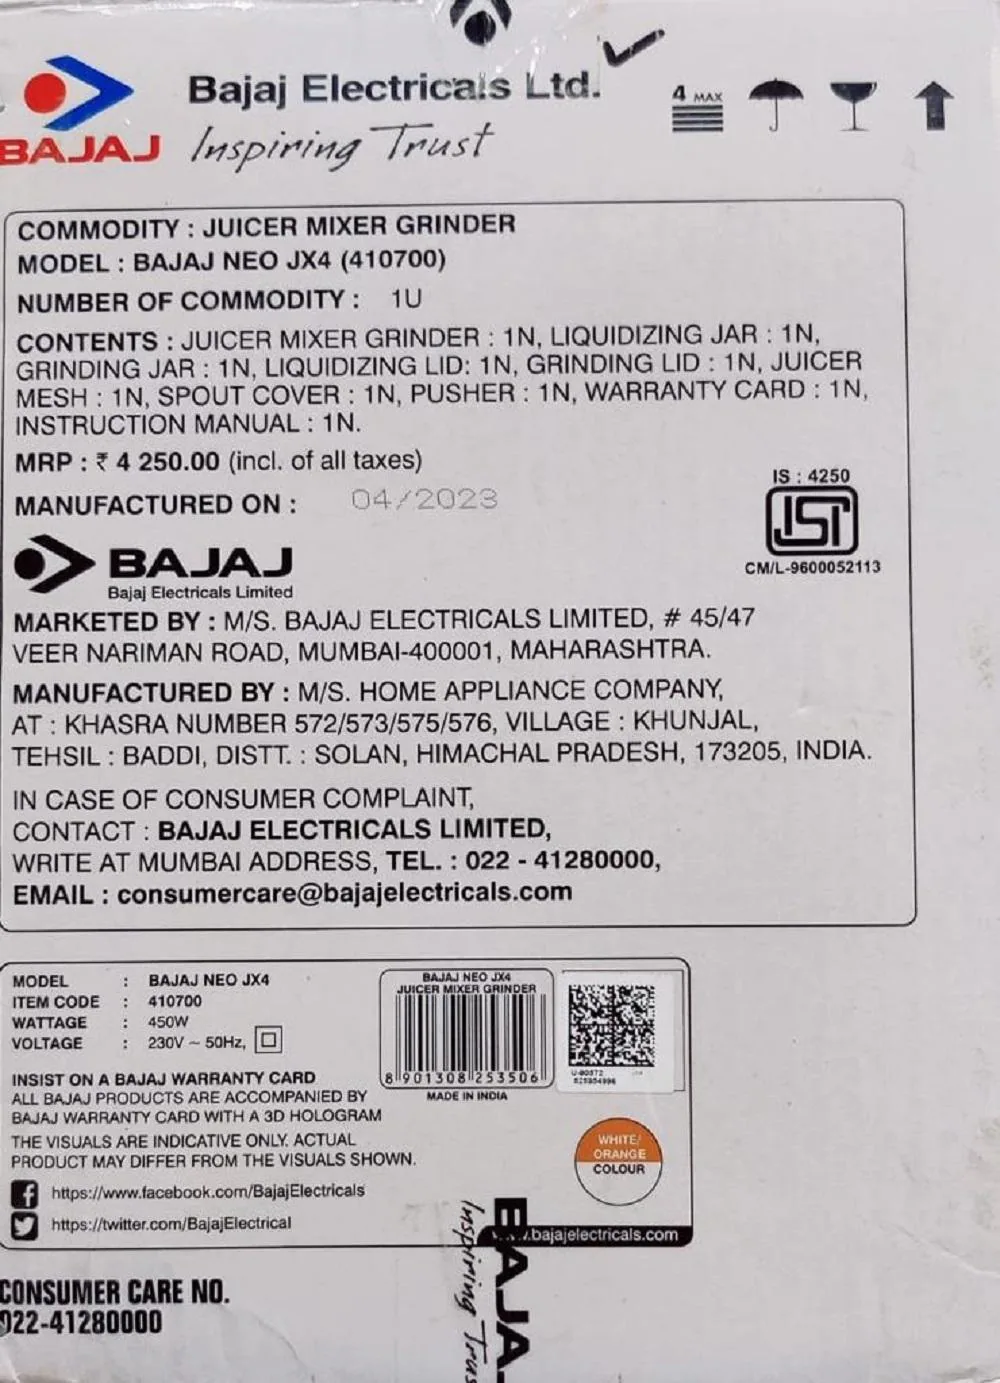 BAJAJ
Bajaj Electricals Ltd.
Inspiring Trust
4 MAX
COMMODITY : JUICER MIXER GRINDER
MODEL : BAJAJ NEO JX4 (410700)
NUMBER OF COMMODITY : 1U
CONTENTS : JUICER MIXER GRINDER : 1N, LIQUIDIZING JAR : 1N,
GRINDING JAR : 1N, LIQUIDIZING LID: 1N, GRINDING LID : 1N, JUICER
MESH : 1N, SPOUT COVER : 1N, PUSHER : 1N, WARRANTY CARD : 1N,
INSTRUCTION MANUAL : 1N.
MRP : ₹ 4 250.00 (incl. of all taxes)
MANUFACTURED ON : 04/2023
IS : 4250
ISI
CM/L-9600052113
BAJAJ
Bajaj Electricals Limited
MARKETED BY : M/S. BAJAJ ELECTRICALS LIMITED, # 45/47
VEER NARIMAN ROAD, MUMBAI-400001, MAHARASHTRA.
MANUFACTURED BY : M/S. HOME APPLIANCE COMPANY,
AT : KHASRA NUMBER 572/573/575/576, VILLAGE : KHUNJAL,
TEHSIL : BADDI, DISTT. : SOLAN, HIMACHAL PRADESH, 173205, INDIA.
IN CASE OF CONSUMER COMPLAINT,
CONTACT : BAJAJ ELECTRICALS LIMITED,
WRITE AT MUMBAI ADDRESS, TEL. : 022 - 41280000,
EMAIL : consumercare@bajajelectricals.com
MODEL : BAJAJ NEO JX4
ITEM CODE : 410700
WATTAGE : 450W
VOLTAGE : 230V ~ 50Hz,
INSIST ON A BAJAJ WARRANTY CARD
ALL BAJAJ PRODUCTS ARE ACCOMPANIED BY
BAJAJ WARRANTY CARD WITH A 3D HOLOGRAM
THE VISUALS ARE INDICATIVE ONLY. ACTUAL
PRODUCT MAY DIFFER FROM THE VISUALS SHOWN.
https://www.facebook.com/BajajElectricals
https://twitter.com/BajajElectrical
BAJAJ NEO JX4
JUICER MIXER GRINDER
8 901308 253506
MADE IN INDIA
WHITE/
ORANGE
COLOUR
.bajajelectricals.com
BAJA
Inspiring Trus
CONSUMER CARE NO.
022-41280000